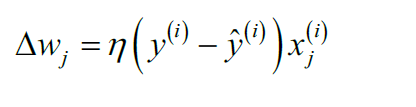 Δw_j = η(y^(i) − ŷ^(i))x_j^(i)